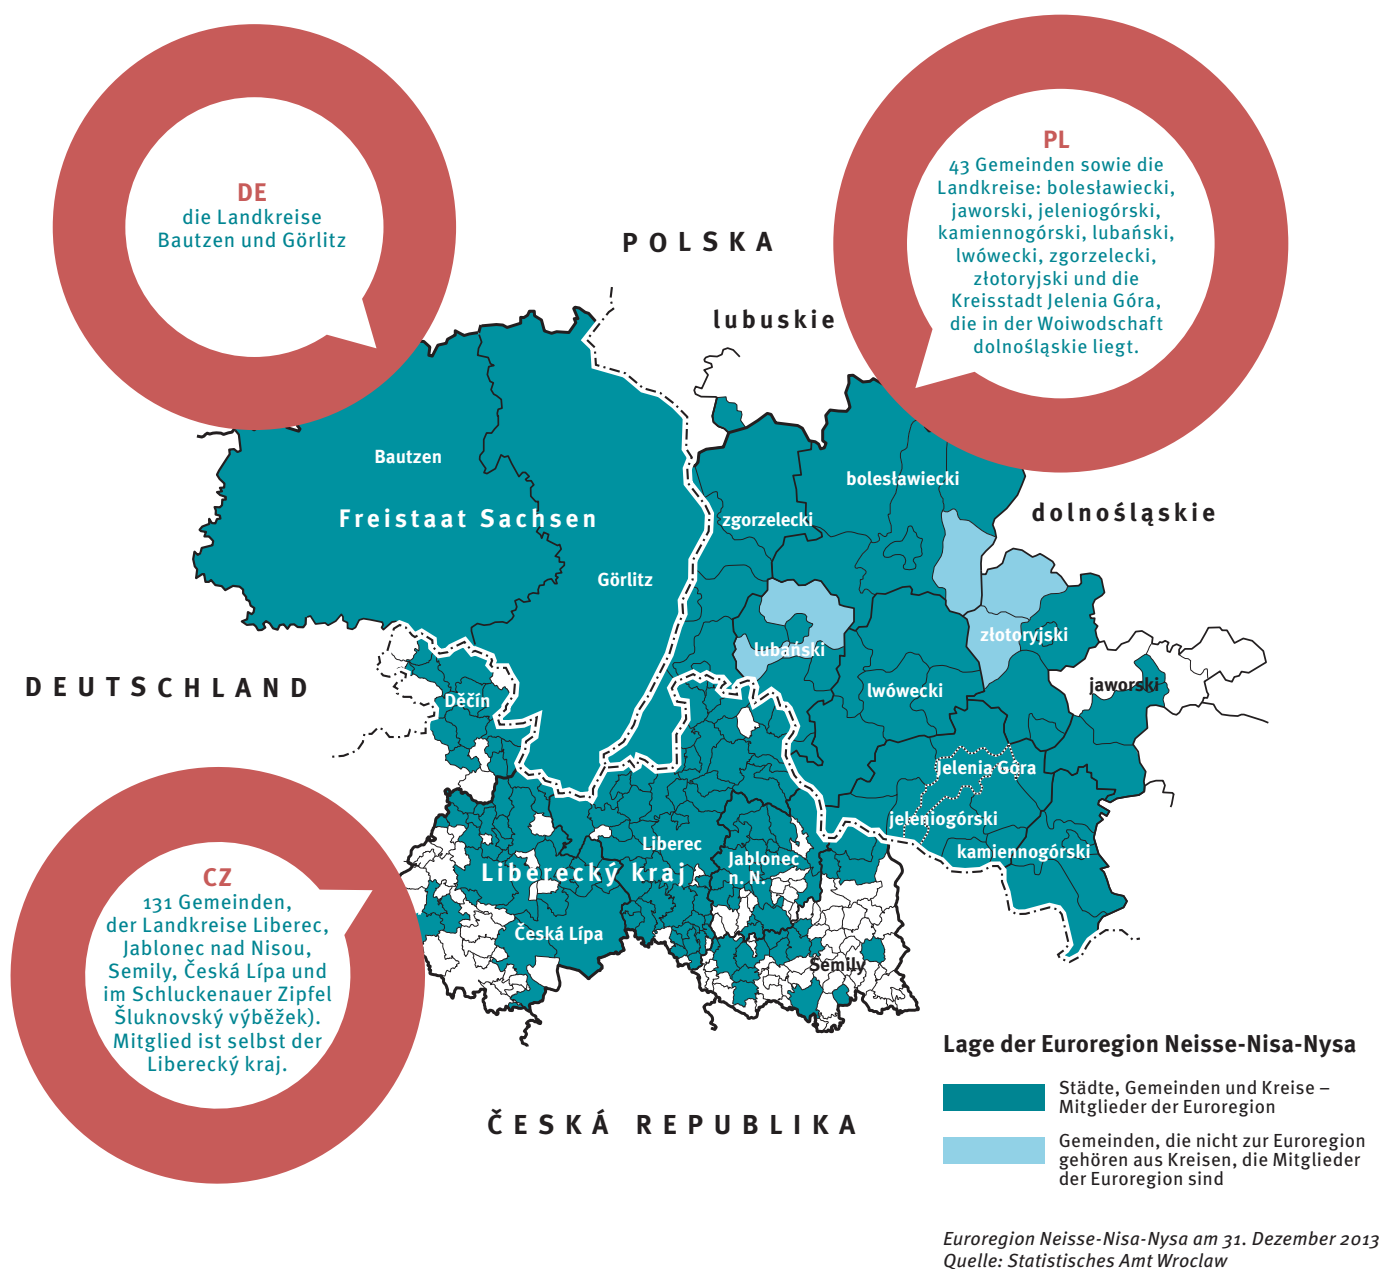 DE
die Landkreise
Bautzen und Görlitz
PL
43 Gemeinden sowie die
Landkreise: bolesławiecki,
jaworski, jeleniogórski,
kamiennogórski, lubański,
lwówecki, zgorzelecki,
złotoryjski und die
Kreisstadt Jelenia Góra,
die in der Woiwodschaft
dolnośląskie liegt.
POLSKA
lubuskie
Bautzen
bolesławiecki
Freistaat Sachsen
zgorzelecki
dolnośląskie
Görlitz
złotoryjski
lubański
DEUTSCHLAND
Děčín
lwówecki
jaworski
Jelenia Góra
jeleniogórski
Liberec
kamiennogórski
Jablonec
n. N.
Liberecký kraj
Česká Lípa
Semily
CZ
131 Gemeinden,
der Landkreise Liberec,
Jablonec nad Nisou,
Semily, Česká Lípa und
im Schluckenauer Zipfel
Šluknovský výběžek).
Mitglied ist selbst der
Liberecký kraj.
ČESKÁ REPUBLIKA
Lage der Euroregion Neisse-Nisa-Nysa
Städte, Gemeinden und Kreise –
Mitglieder der Euroregion
Gemeinden, die nicht zur Euroregion
gehören aus Kreisen, die Mitglieder
der Euroregion sind
Euroregion Neisse-Nisa-Nysa am 31. Dezember 2013
Quelle: Statistisches Amt Wroclaw